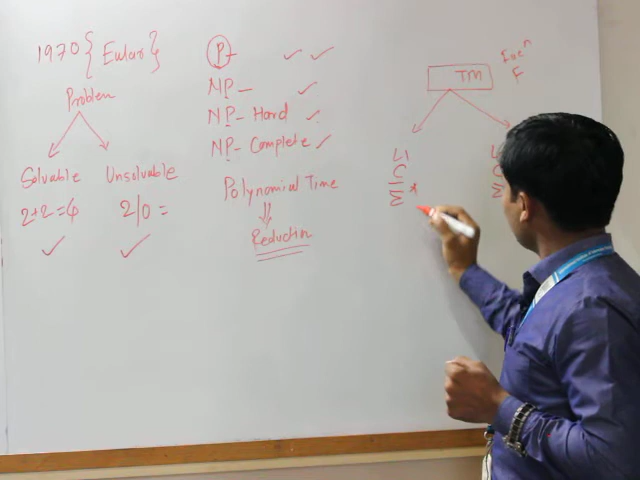 1970 { Eular }
Problem
Solvable Unsolvable
2+2=4 2/0 =
P-
NP-
NP- Hard
NP- Complete
Polynomial Time
⇓
Reduction
TM
F
L1
⊆
Σ*